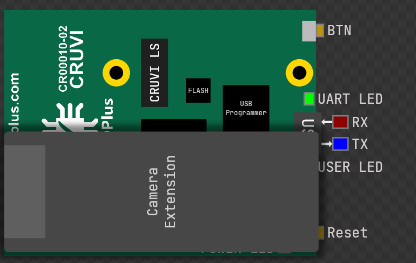 CR00010-02
CRUVI
CRUVI LS
FLASH
USB
Programmer
BTN
UART LED
RX
TX
USER LED
Reset
plus.com
Plus
Camera
Extension